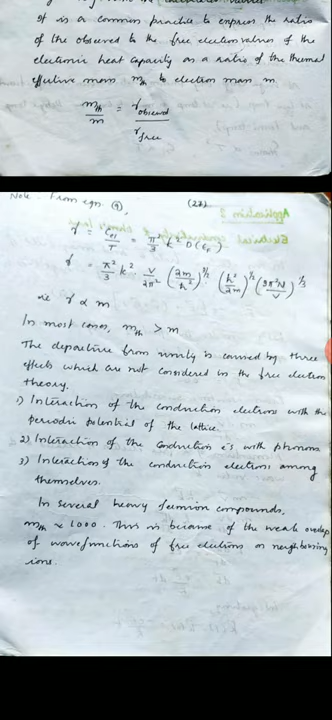 It is a common practice to express the ratio
of the observed to the free electron values of the
electronic heat capacity as a ratio of the thermal
effective mass m_th to electron mass m
m_th/m = γ_observed/γ_free
Note: From eqn (9), (27)
γ = C_el/T = π²/3 k² D(ε_F)
γ = π²/3 k² · V/2π² (2m/ħ²)^3/2 · (ħ²/2m)^1/2 (3π²N/V)^1/3
ie γ α m
In most cases, m_th > m
The departure from unity is caused by three
effects which are not considered in the free electron
theory.
1) Interaction of the conduction electrons with the
periodic potential of the lattice.
2) Interaction of the conduction e's with phonons
3) Interaction of the conduction electrons among
themselves.
In several heavy fermion compounds,
m_th ≈ 1000. This is because of the weak overlap
of wavefunctions of free electrons on neighbouring
ions.